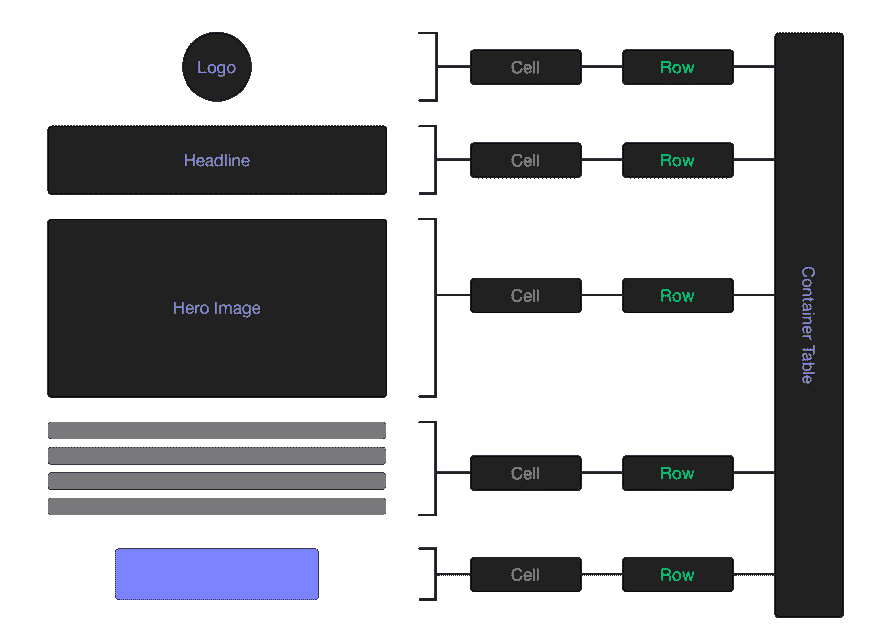 Logo
Cell
Row
Headline
Cell
Row
Hero Image
Cell
Row
Container Table
Cell
Row
Cell
Row